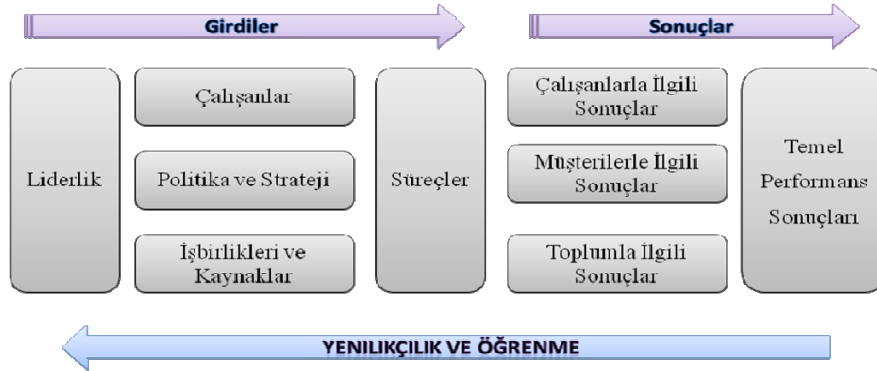 Girdiler
Sonuçlar
Liderlik
Çalışanlar
Politika ve Strateji
İşbirlikleri ve
Kaynaklar
Süreçler
Çalışanlarla İlgili
Sonuçlar
Müşterilerle İlgili
Sonuçlar
Toplumla İlgili
Sonuçlar
Temel
Performans
Sonuçları
YENILIKÇILIK VE ÖĞRENME